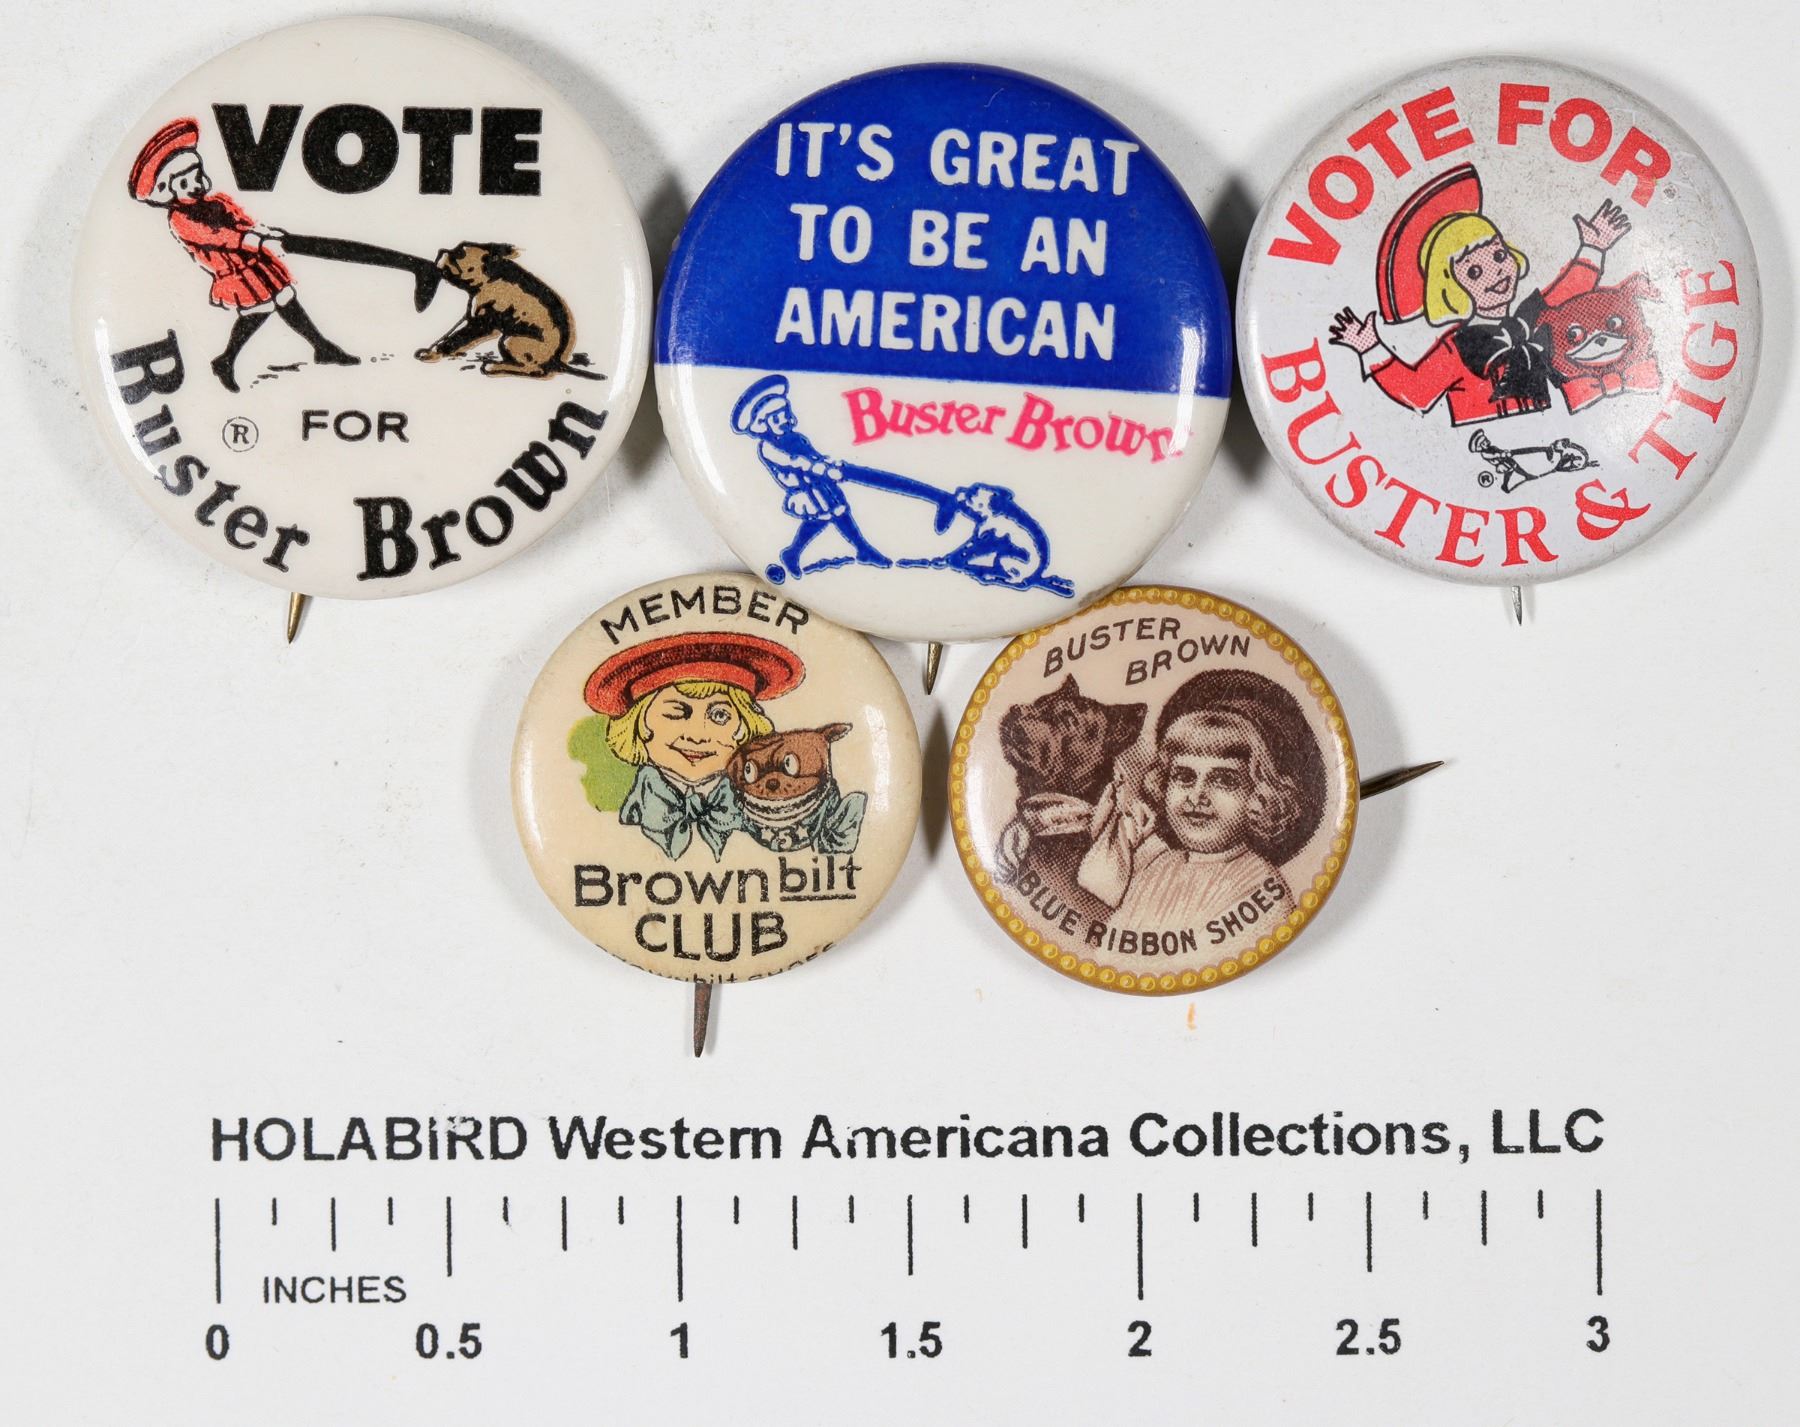 VOTE
FOR
®
Buster Brown
IT'S GREAT
TO BE AN
AMERICAN
Buster Brown
VOTE FOR
BUSTER & TIGE
®
MEMBER
Brownbilt
CLUB
BUSTER
BROWN
BLUE RIBBON SHOES
HOLABIRD Western Americana Collections, LLC
INCHES
0 0.5 1 1.5 2 2.5 3